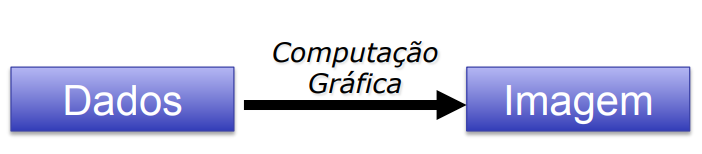 Computação
Gráfica
Dados
Imagem